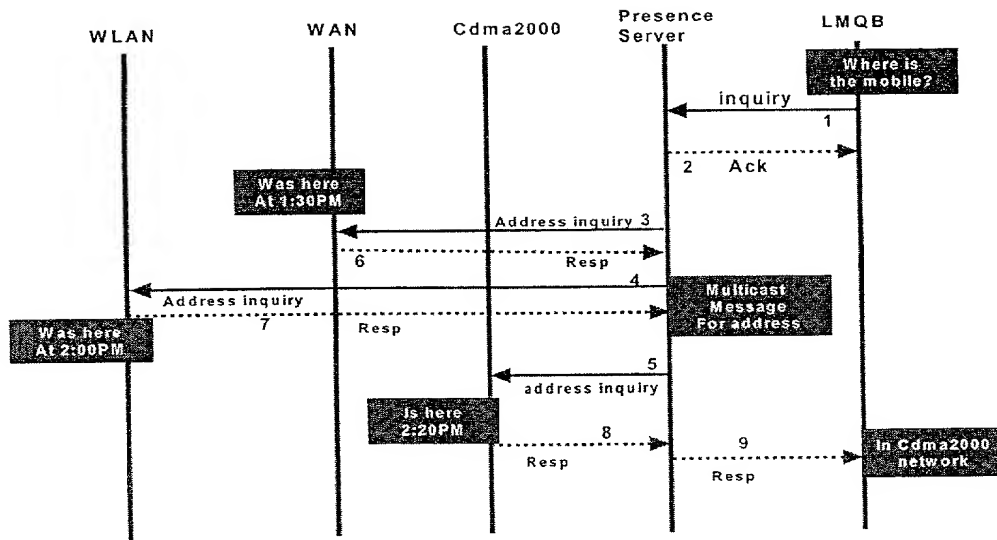 WLAN
WAN
Cdma2000
Presence
Server
LMQB
Where is
the mobile?
inquiry
1
2
Ack
Was here
At 1:30PM
Address inquiry 3
6
Resp
4
Address inquiry
Multicast
Message
For address
7
Resp
Was here
At 2:00PM
5
address inquiry
Is here
2:20PM
8
Resp
9
Resp
In Cdma2000
network